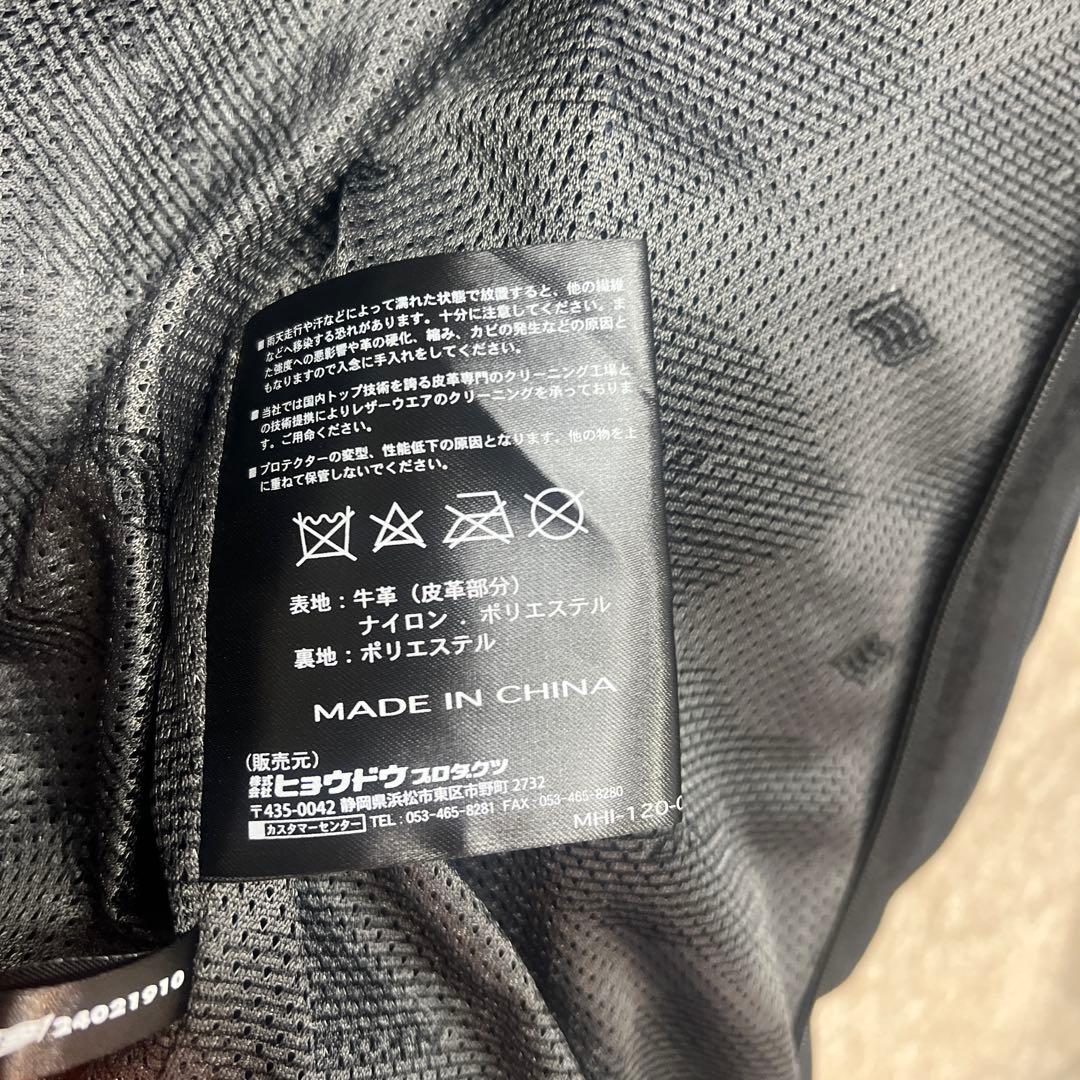 ■ 雨天走行や汗などによって濡れた状態で放置すると、他の繊維
などへ移染する恐れがあります。十分に注意してください。ま
た強度への悪影響や革の硬化、縮み、カビの発生などの原因と
もなりますので入念に手入れをしてください。
■ 当社では国内トップ技術を誇る皮革専門のクリーニング工場と
の技術提携によりレザーウエアのクリーニングを承っておりま
す。ご用命ください。
■ プロテクターの変型、性能低下の原因となります。他の物を上
に重ねて保管しないでください。
表地：牛革（皮革部分）
ナイロン．ポリエステル
裏地：ポリエステル
MADE IN CHINA
(販売元)
株式会社 ヒョウドウプロダクツ
〒435-0042 静岡県浜松市東区市野町 2732
カスタマーセンター TEL：053-465-8281 FAX：053-465-8280
MHI-120-
/24021910